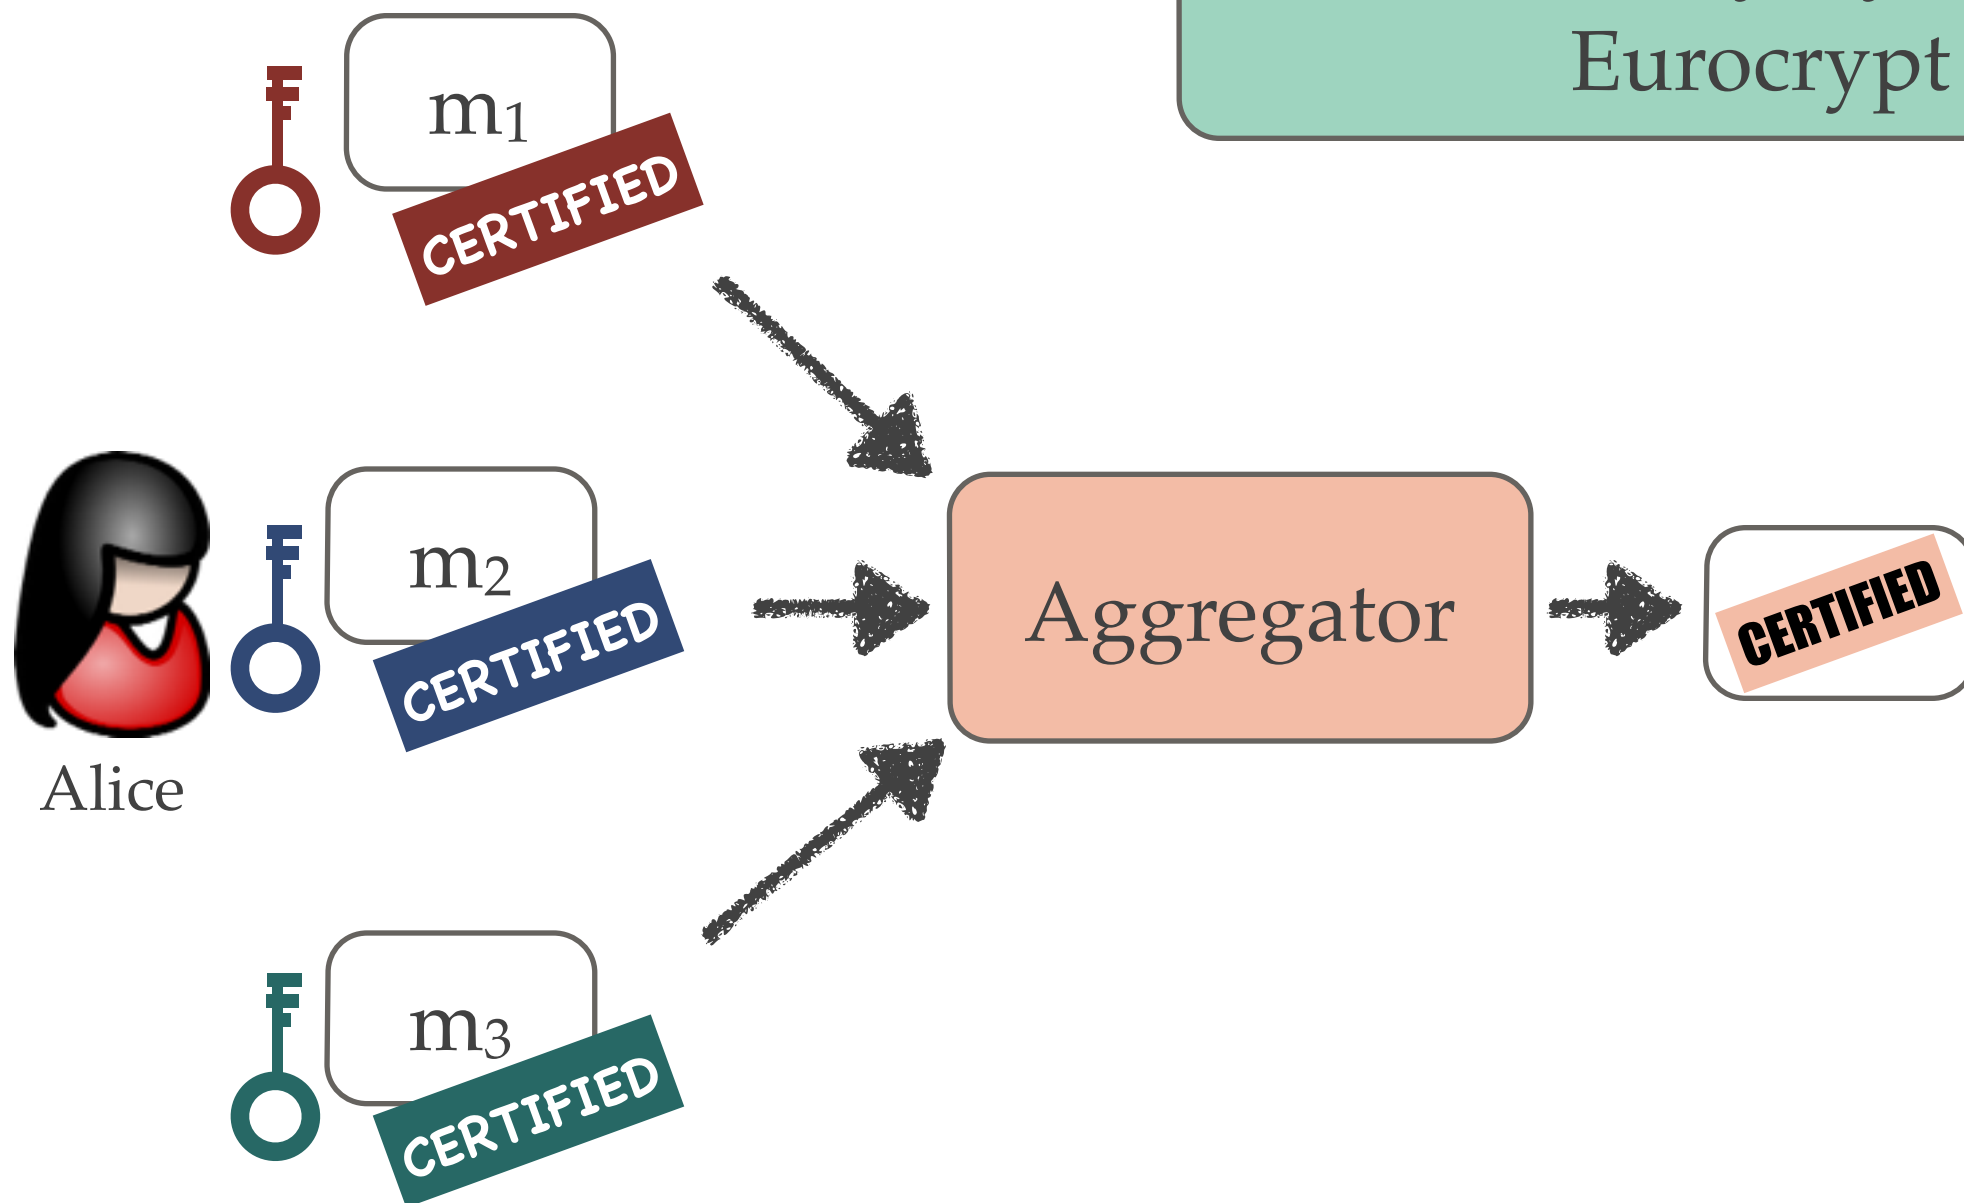 Eurocrypt
m₁
CERTIFIED
m₂
CERTIFIED
Alice
Aggregator
CERTIFIED
m₃
CERTIFIED